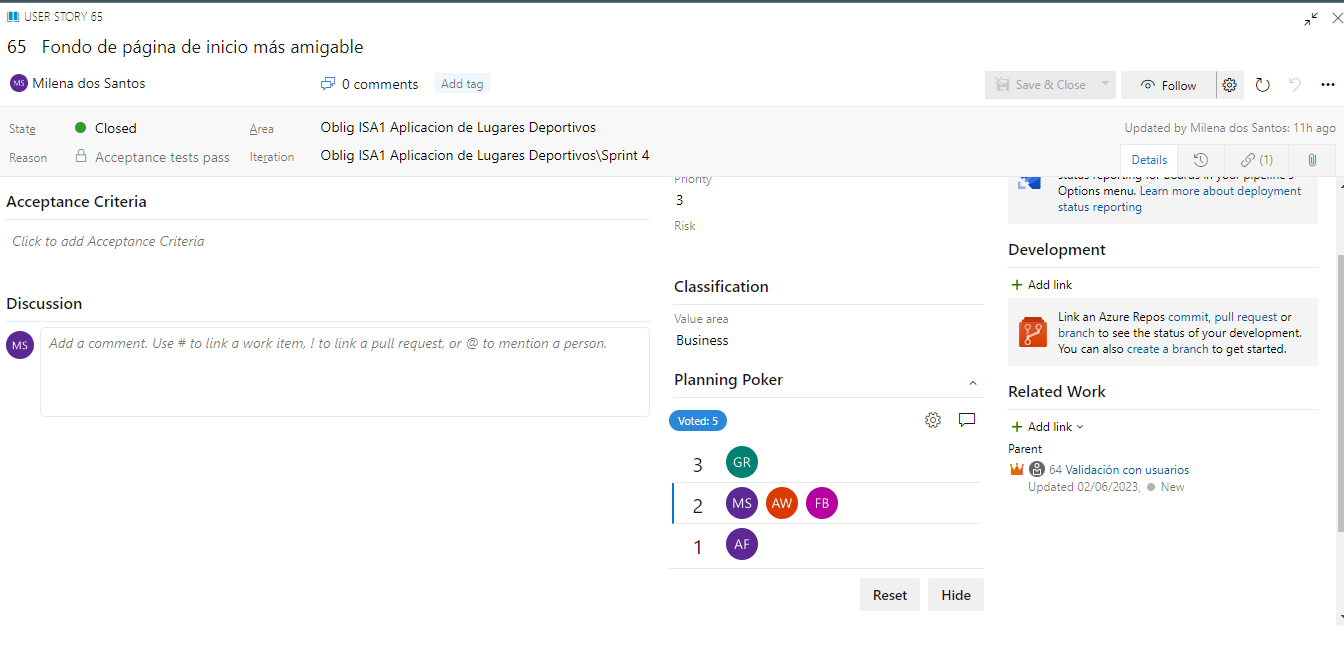 USER STORY 65
65 Fondo de página de inicio más amigable
MS Milena dos Santos
0 comments
Add tag
Save & Close
Follow
State
Closed
Area
Oblig ISA1 Aplicacion de Lugares Deportivos
Updated by Milena dos Santos: 11h ago
Reason
Acceptance tests pass
Iteration
Oblig ISA1 Aplicacion de Lugares Deportivos\Sprint 4
Details
(1)
Acceptance Criteria
Click to add Acceptance Criteria
Discussion
MS
Add a comment. Use # to link a work item, ! to link a pull request, or @ to mention a person.
Priority
3
Risk
Classification
Value area
Business
Planning Poker
Voted: 5
3 GR
2 MS AW FB
1 AF
Reset
Hide
status reporting for boards in your pipeline's
Options menu. Learn more about deployment
status reporting
Development
+ Add link
Link an Azure Repos commit, pull request or
branch to see the status of your development.
You can also create a branch to get started.
Related Work
+ Add link
Parent
64 Validación con usuarios
Updated 02/06/2023, ● New